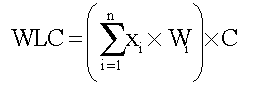 WLC = ( ∑_{i=1}^{n} x_i × W_i ) × C